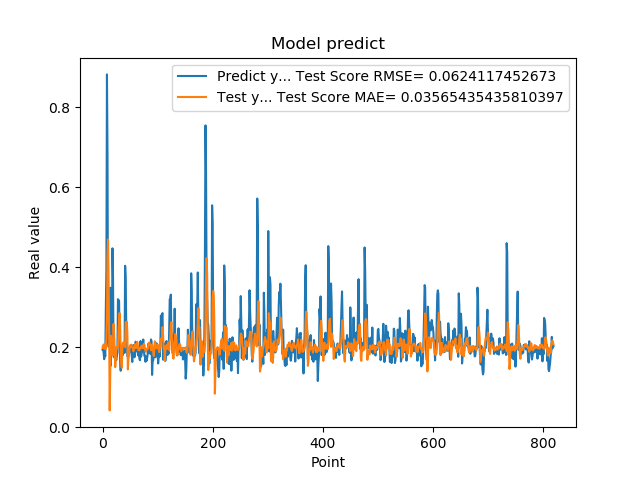 Model predict
Predict y... Test Score RMSE= 0.0624117452673
Test y... Test Score MAE= 0.03565435435810397
0.8
0.6
0.4
0.2
0.0
Real value
0 200 400 600 800
Point